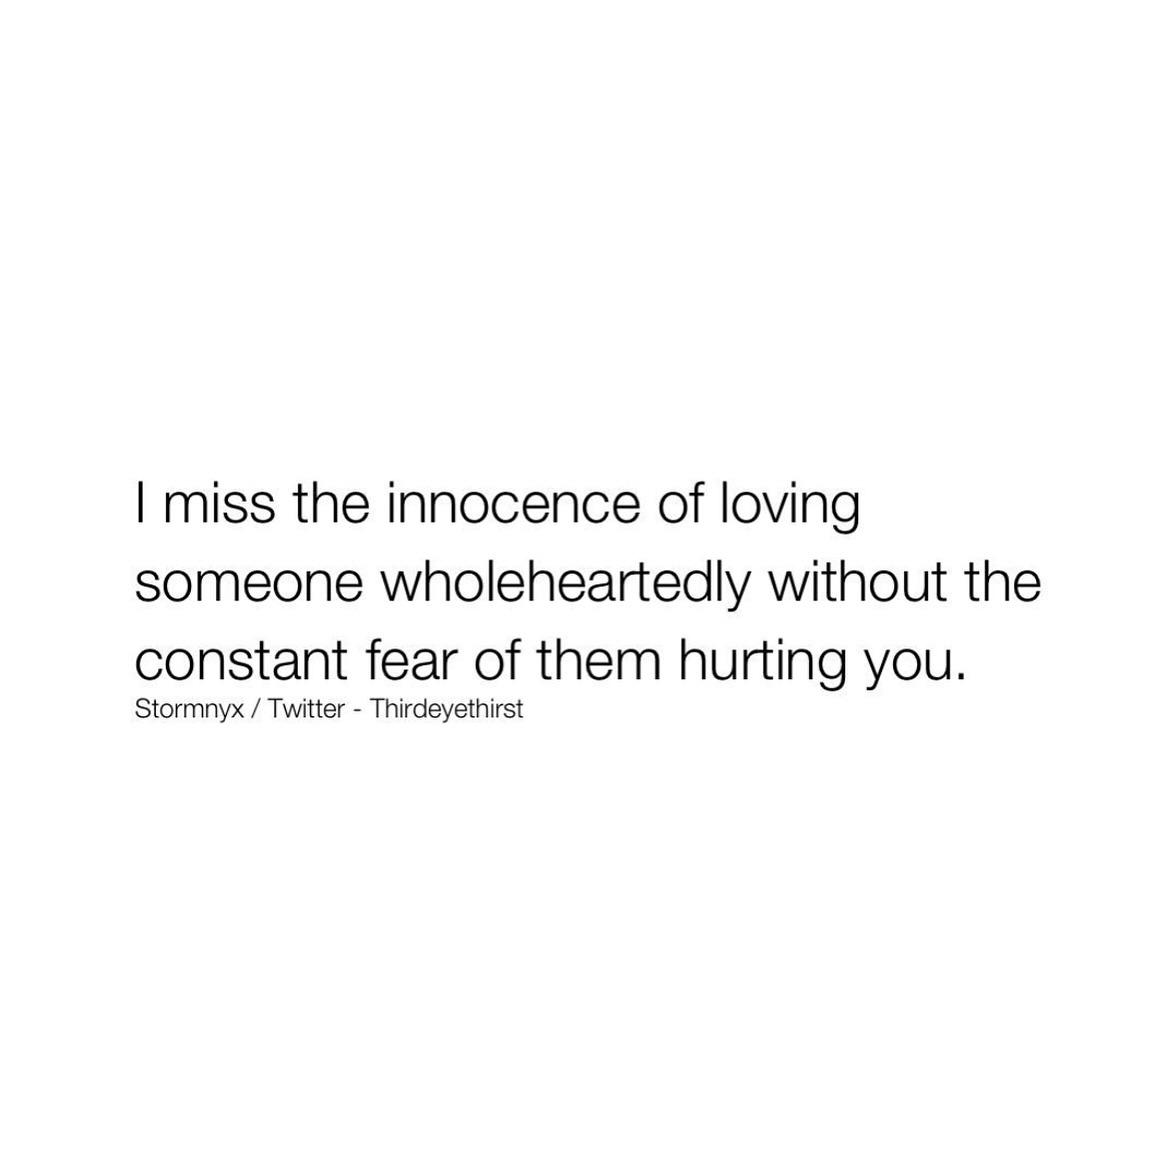 I miss the innocence of loving
someone wholeheartedly without the
constant fear of them hurting you.
Stormnyx / Twitter - Thirdeyethirst